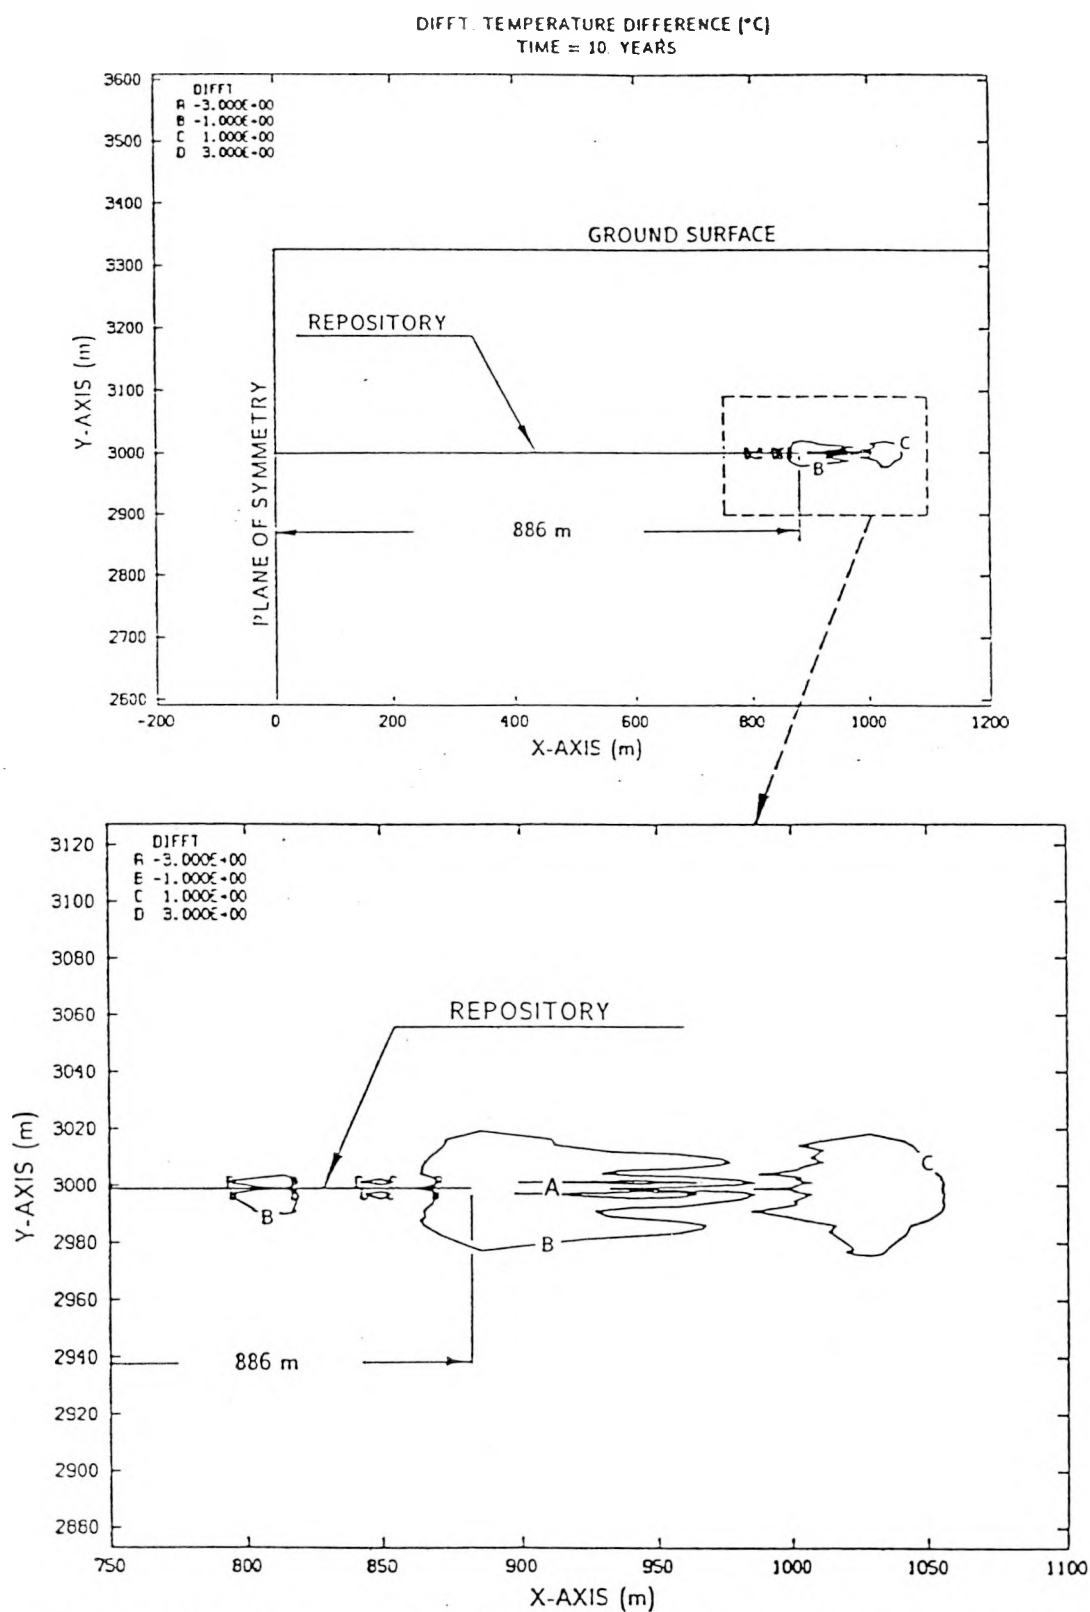 DIFFT. TEMPERATURE DIFFERENCE (°C)
TIME = 10. YEARS
DIFFT
A -3.000E+00
B -1.000E+00
C 1.000E+00
D 3.000E+00
3600
3500
3400
3300
3200
3100
3000
2900
2800
2700
2600
Y-AXIS (m)
GROUND SURFACE
REPOSITORY
PLANE OF SYMMETRY
C
B
886 m
-200 0 200 400 600 800 1000 1200
X-AXIS (m)
DIFFT
A -3.000E+00
B -1.000E+00
C 1.000E+00
D 3.000E+00
3120
3100
3080
3060
3040
3020
3000
2980
2960
2940
2920
2900
2880
Y-AXIS (m)
REPOSITORY
A
C
B
B
886 m
750 800 850 900 950 1000 1050 1100
X-AXIS (m)